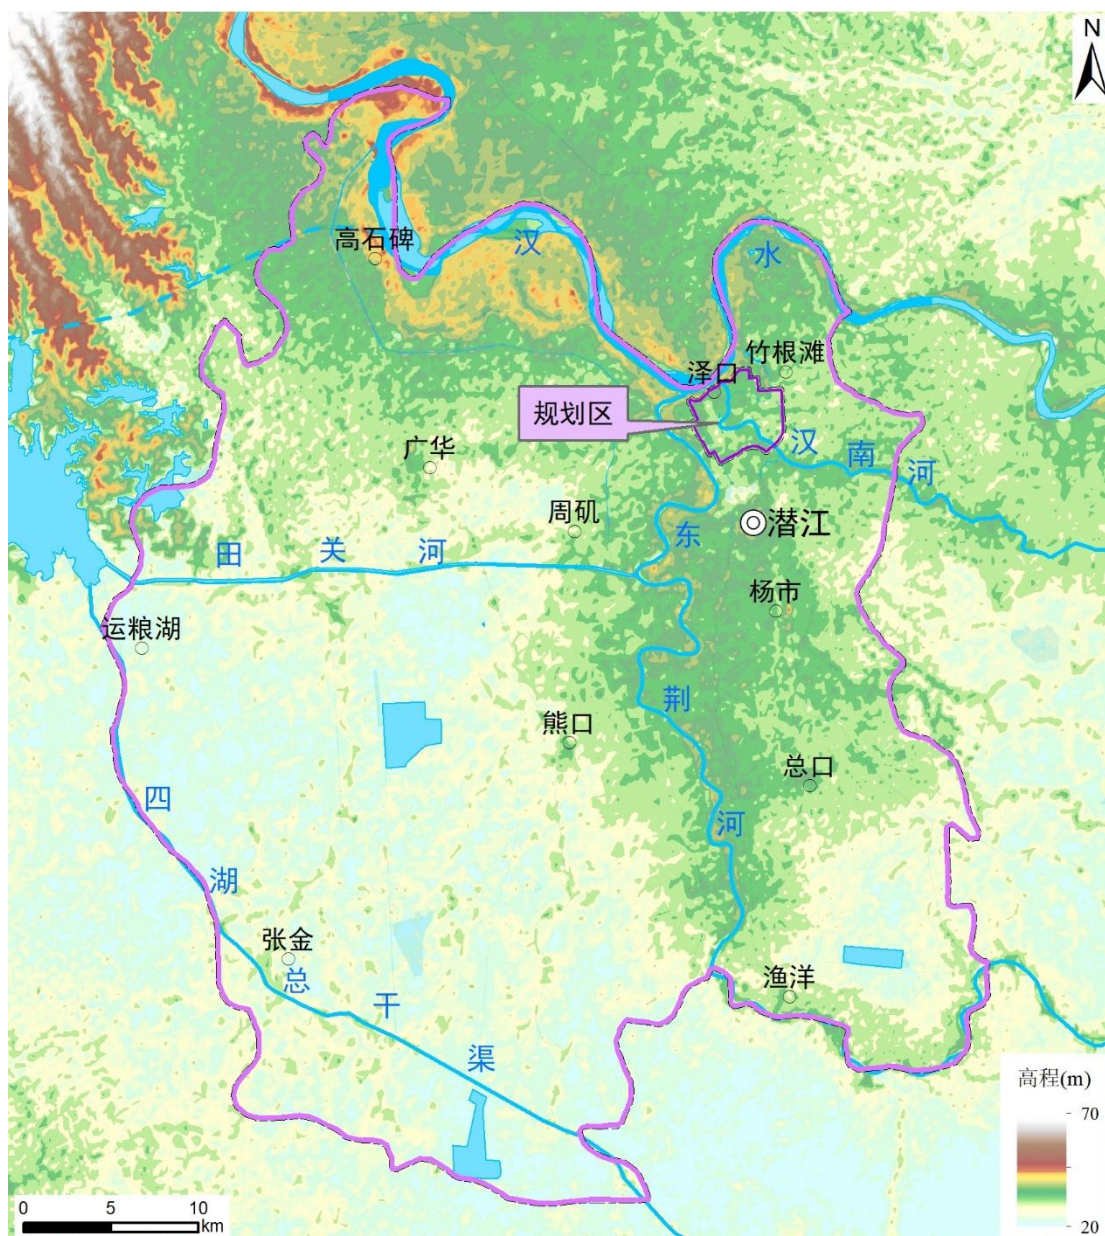 N
高石碑
汉
水
竹根滩
泽口
规划区
汉南河
广华
周矶
潜江
田关河
东荆河
杨市
运粮湖
熊口
总口
四湖总干渠
张金
渔洋
高程(m)
70
20
0 5 10
km